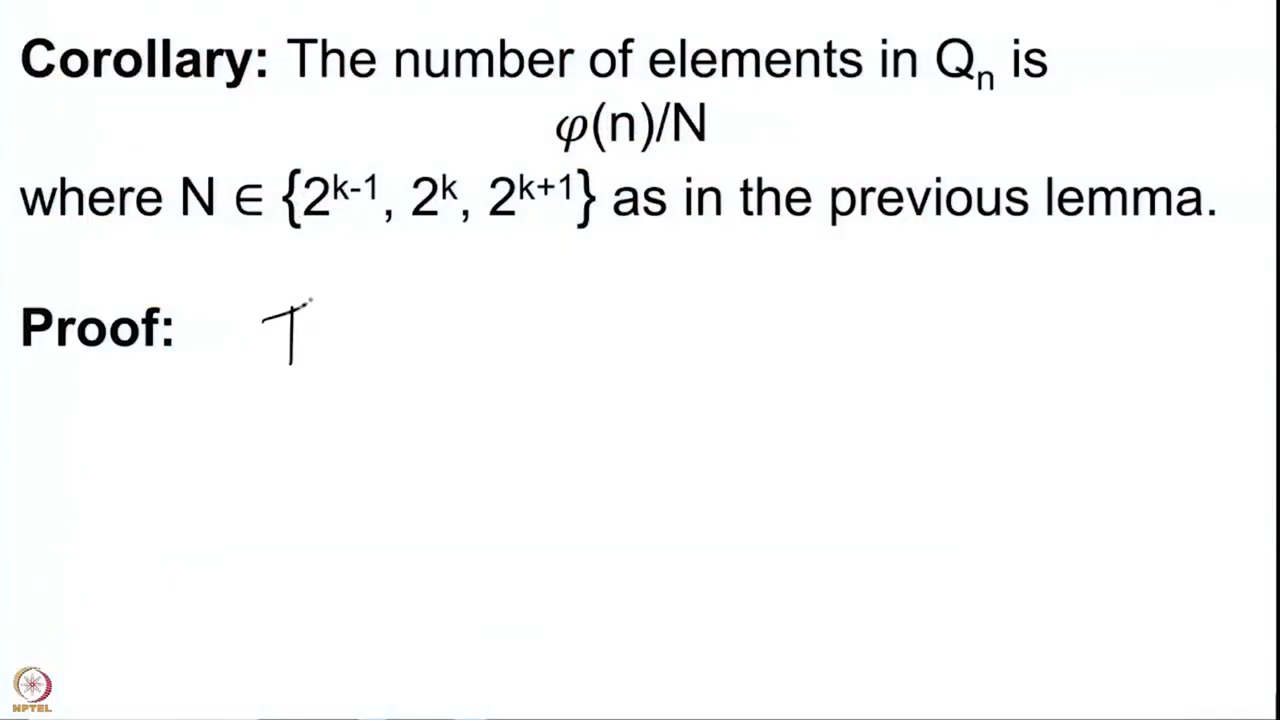 Corollary: The number of elements in Qₙ is
φ(n)/N
where N ∈ {2ᵏ⁻¹, 2ᵏ, 2ᵏ⁺¹} as in the previous lemma.
Proof: T
NPTEL